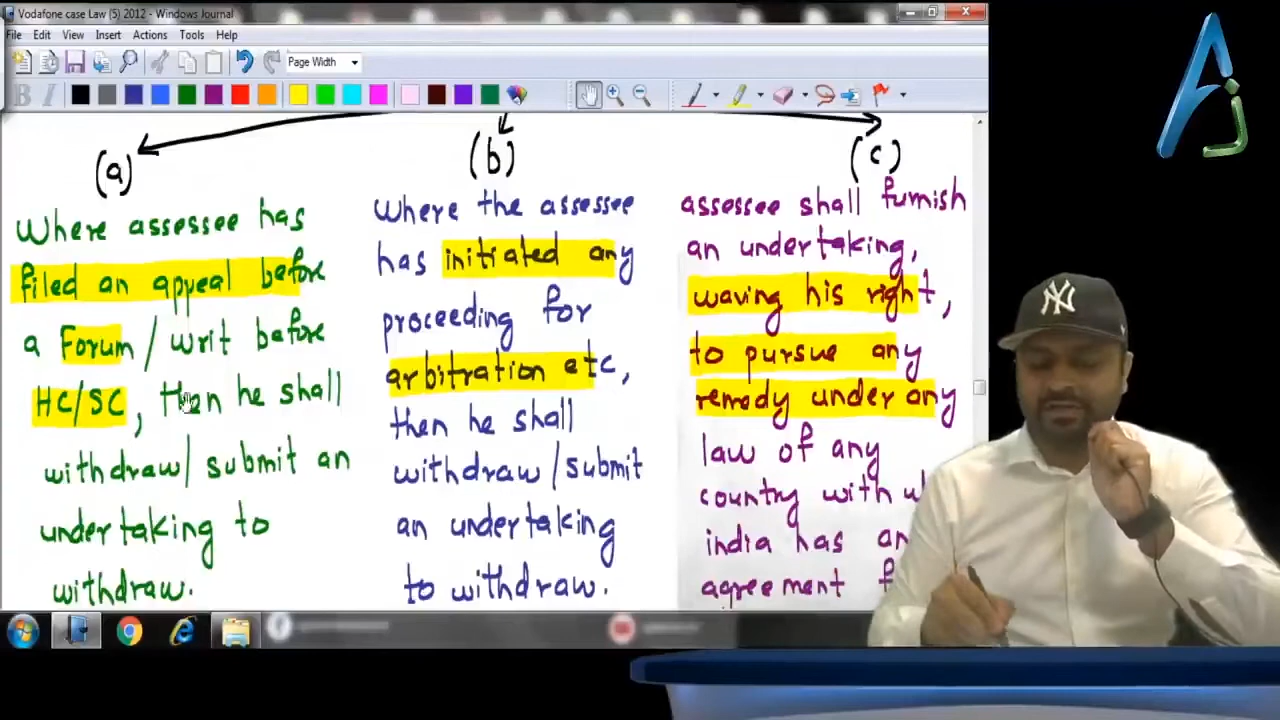 Vodafone case Law (5) 2012 - Windows Journal
File Edit View Insert Actions Tools Help
Page Width
B I
(a)
Where assessee has
filed an appeal before
a Forum / writ before
HC/SC, then he shall
withdraw/ submit an
undertaking to
withdraw.
(b)
Where the assessee
has initiated any
proceeding for
arbitration etc,
then he shall
withdraw / submit
an undertaking
to withdraw.
(c)
assessee shall furnish
an undertaking,
waving his right,
to pursue any
remedy under any
law of any
country with
india has
agreement
AJ
NY